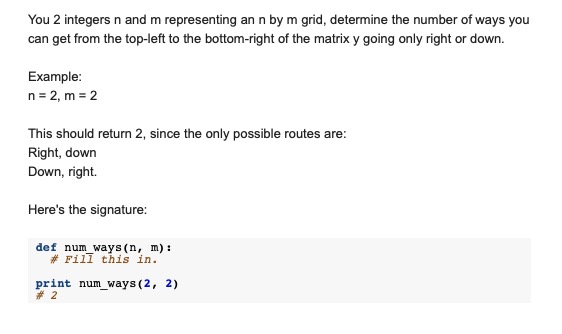 You 2 integers n and m representing an n by m grid, determine the number of ways you
can get from the top-left to the bottom-right of the matrix y going only right or down.
Example:
n = 2, m = 2
This should return 2, since the only possible routes are:
Right, down
Down, right.
Here's the signature:
def num_ways(n, m):
# Fill this in.
print num_ways(2, 2)
# 2